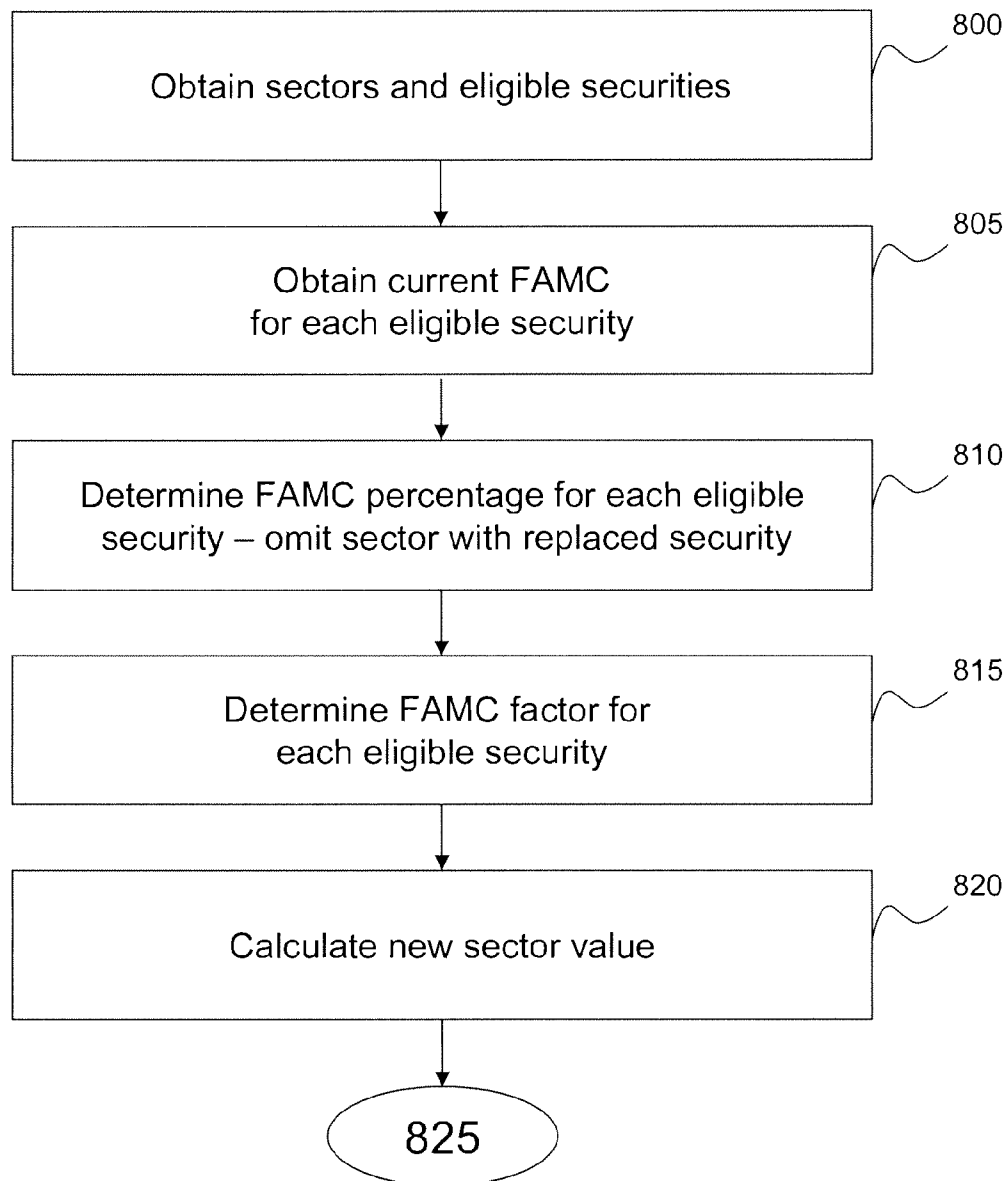 800
Obtain sectors and eligible securities
805
Obtain current FAMC
for each eligible security
810
Determine FAMC percentage for each eligible
security – omit sector with replaced security
815
Determine FAMC factor for
each eligible security
820
Calculate new sector value
825